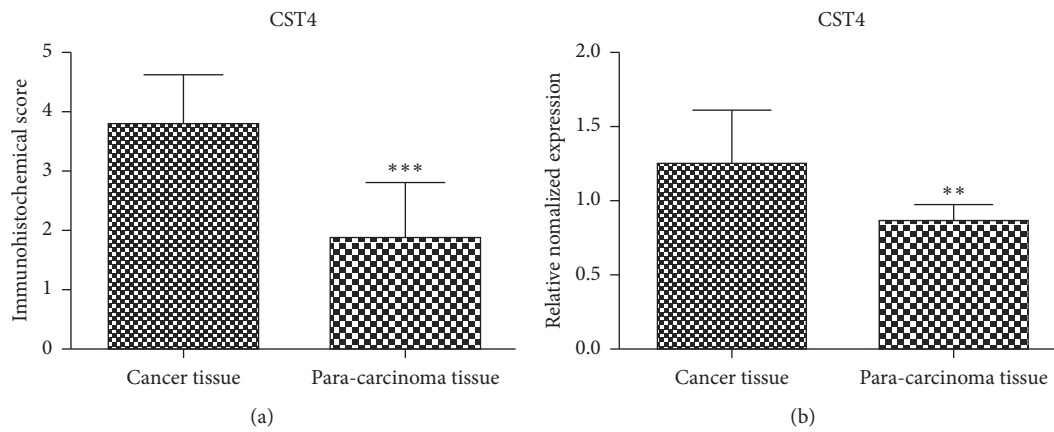 CST4
Immunohistochemical score
5
4
3
2
1
0
***
Cancer tissue
Para-carcinoma tissue
(a)
CST4
Relative nomalized expression
2.0
1.5
1.0
0.5
0.0
**
Cancer tissue
Para-carcinoma tissue
(b)